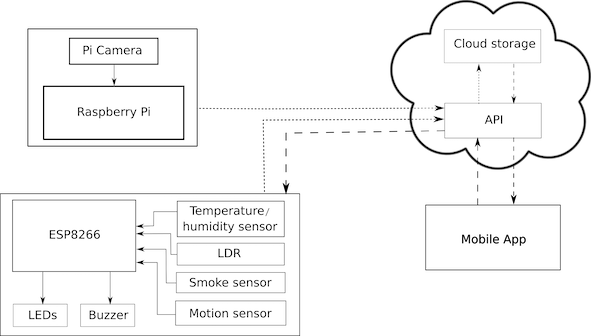 Pi Camera
Raspberry Pi
Cloud storage
API
Mobile App
ESP8266
LEDs
Buzzer
Temperature/
humidity sensor
LDR
Smoke sensor
Motion sensor